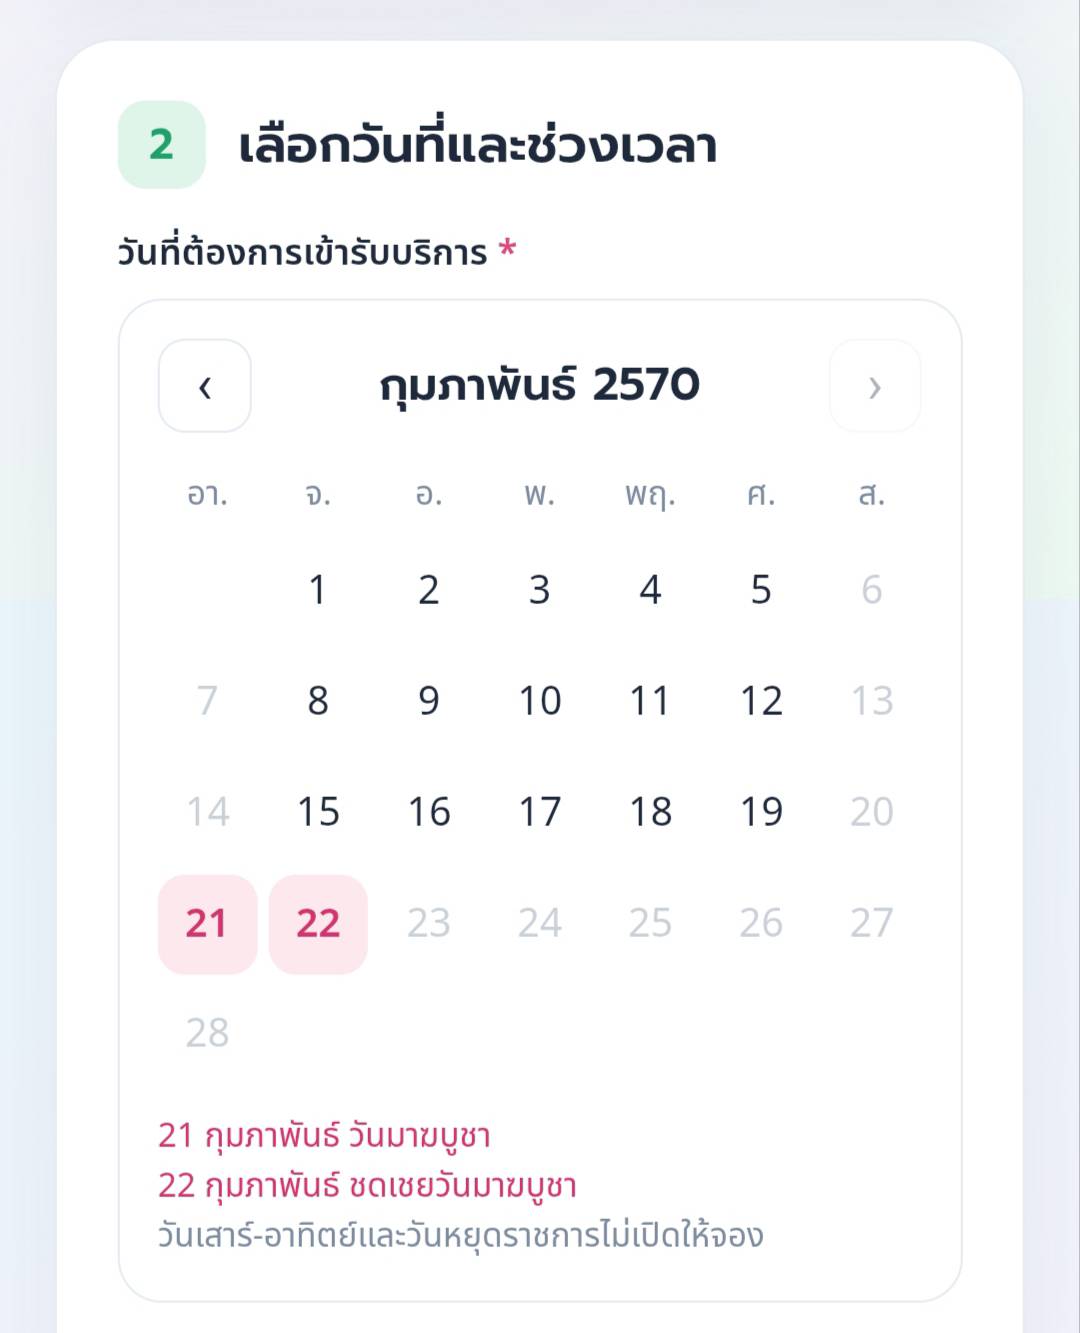 2 เลือกวันที่และช่วงเวลา
วันที่ต้องการเข้ารับบริการ *
‹ กุมภาพันธ์ 2570 ›
อา. จ. อ. พ. พฤ. ศ. ส.
1 2 3 4 5 6
7 8 9 10 11 12 13
14 15 16 17 18 19 20
21 22 23 24 25 26 27
28
21 กุมภาพันธ์ วันมาฆบูชา
22 กุมภาพันธ์ ชดเชยวันมาฆบูชา
วันเสาร์-อาทิตย์และวันหยุดราชการไม่เปิดให้จอง